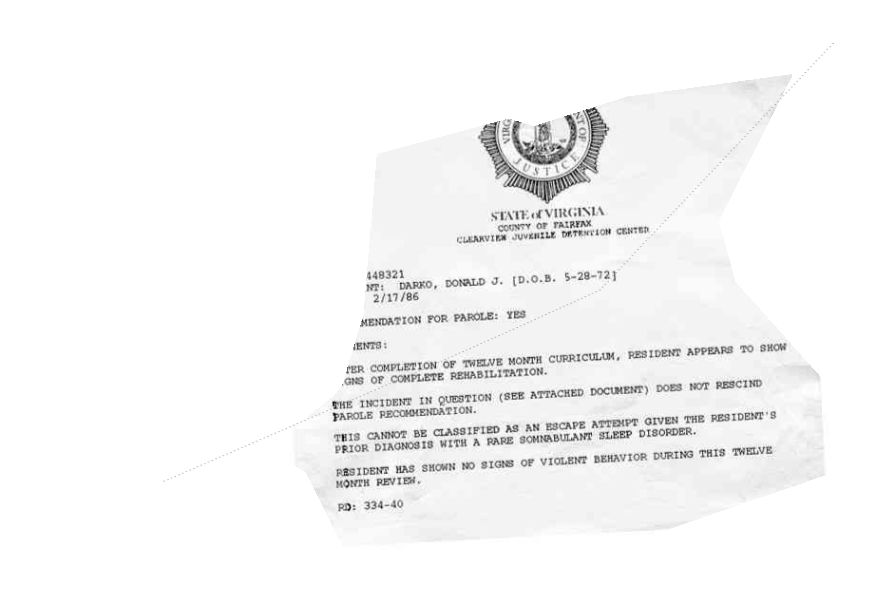 VIRG
NT OF
JUSTICE
STATE of VIRGINIA
COUNTY OF FAIRFAX
CLEARVIEW JUVENILE DETENTION CENTER
448321
NT: DARKO, DONALD J. [D.O.B. 5-28-72]
2/17/86
MENDATION FOR PAROLE: YES
ENTS:
TER COMPLETION OF TWELVE MONTH CURRICULUM, RESIDENT APPEARS TO SHOW
IGNS OF COMPLETE REHABILITATION.
THE INCIDENT IN QUESTION (SEE ATTACHED DOCUMENT) DOES NOT RESCIND
PAROLE RECOMMENDATION.
THIS CANNOT BE CLASSIFIED AS AN ESCAPE ATTEMPT GIVEN THE RESIDENT'S
PRIOR DIAGNOSIS WITH A RARE SOMNABULANT SLEEP DISORDER.
RESIDENT HAS SHOWN NO SIGNS OF VIOLENT BEHAVIOR DURING THIS TWELVE
MONTH REVIEW.
RD: 334-40